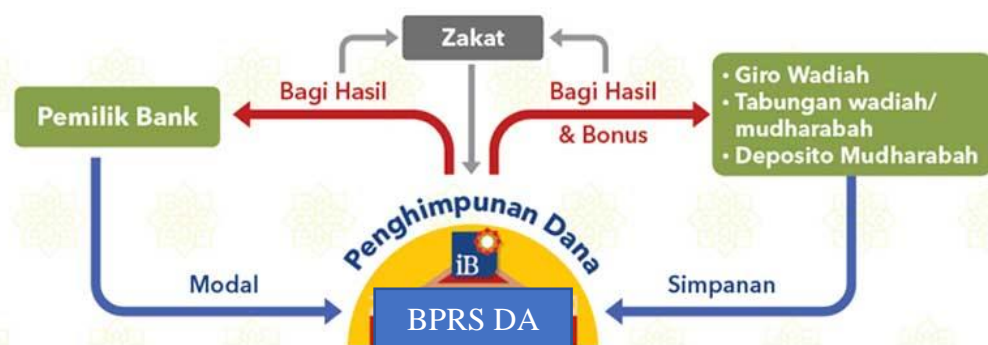 Zakat
Bagi Hasil
Bagi Hasil
& Bonus
Pemilik Bank
• Giro Wadiah
• Tabungan wadiah/
mudharabah
• Deposito Mudharabah
Penghimpunan Dana
iB
Modal
Simpanan
BPRS DA